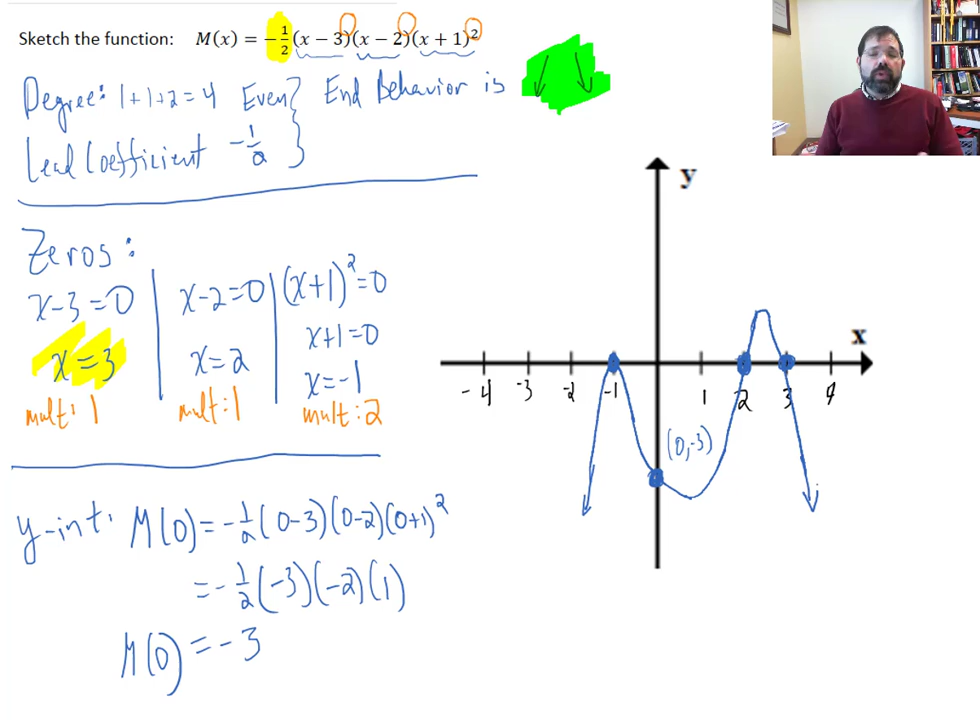 Sketch the function: M(x) = -1/2(x − 3)(x − 2)(x + 1)²
Degree: 1+1+2=4 Even} End Behavior is
Lead Coefficient -1/2 }
Zeros:
x-3=0 x-2=0 (x+1)²=0
x+1=0
x=3 x=2 x=-1
mult: 1 mult: 1 mult: 2
y-int: M(0)=-1/2(0-3)(0-2)(0+1)²
=-1/2(-3)(-2)(1)
M(0)=-3
y
x
-4 -3 -2 -1 1 2 3 4
(0,-3)